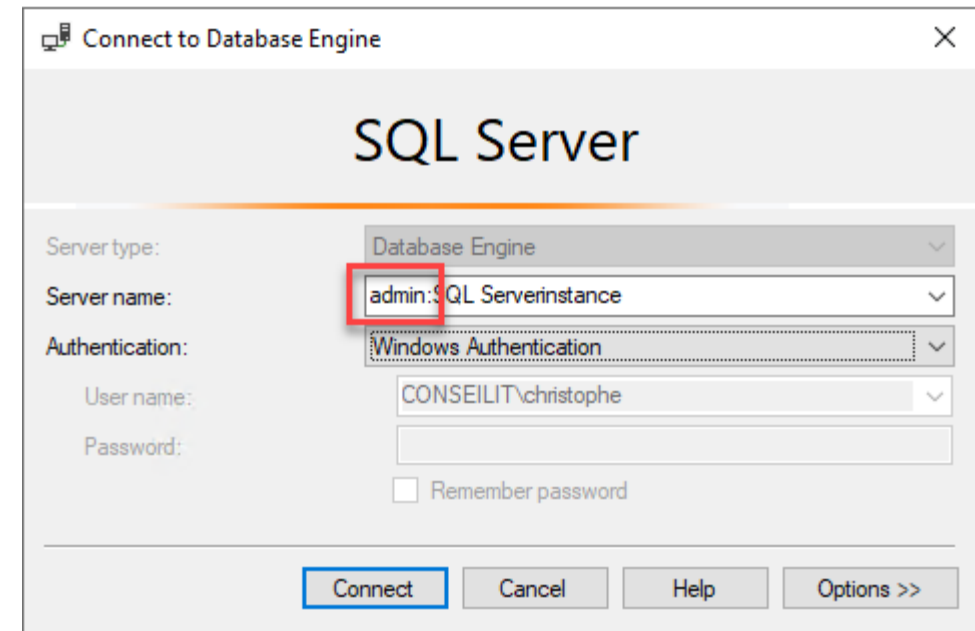 Connect to Database Engine
SQL Server
Server type: Database Engine
Server name: admin:SQL Serverinstance
Authentication: Windows Authentication
User name: CONSEILIT\christophe
Password:
Remember password
Connect Cancel Help Options >>